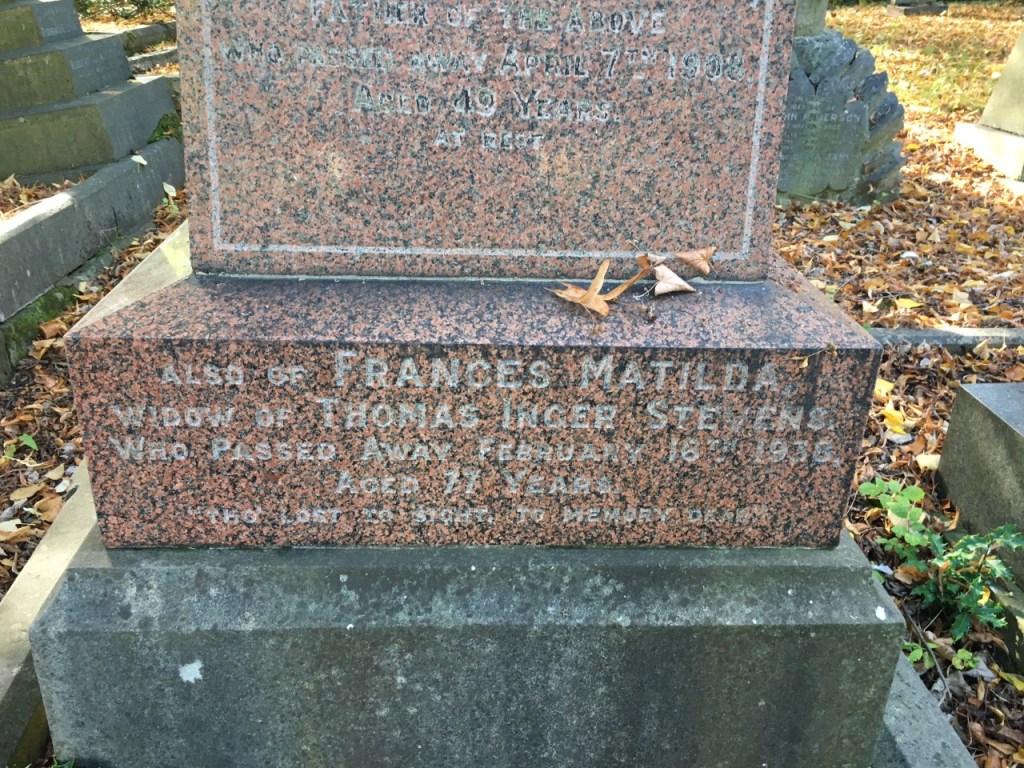 FATHER OF THE ABOVE
WHO PASSED AWAY APRIL 7TH 1908
AGED 49 YEARS.
AT REST
ALSO OF FRANCES MATILDA,
WIDOW OF THOMAS INGER STEVENS,
WHO PASSED AWAY FEBRUARY 18TH
AGED 77 YEARS.
"THO' LOST TO SIGHT, TO MEMORY DEAR."